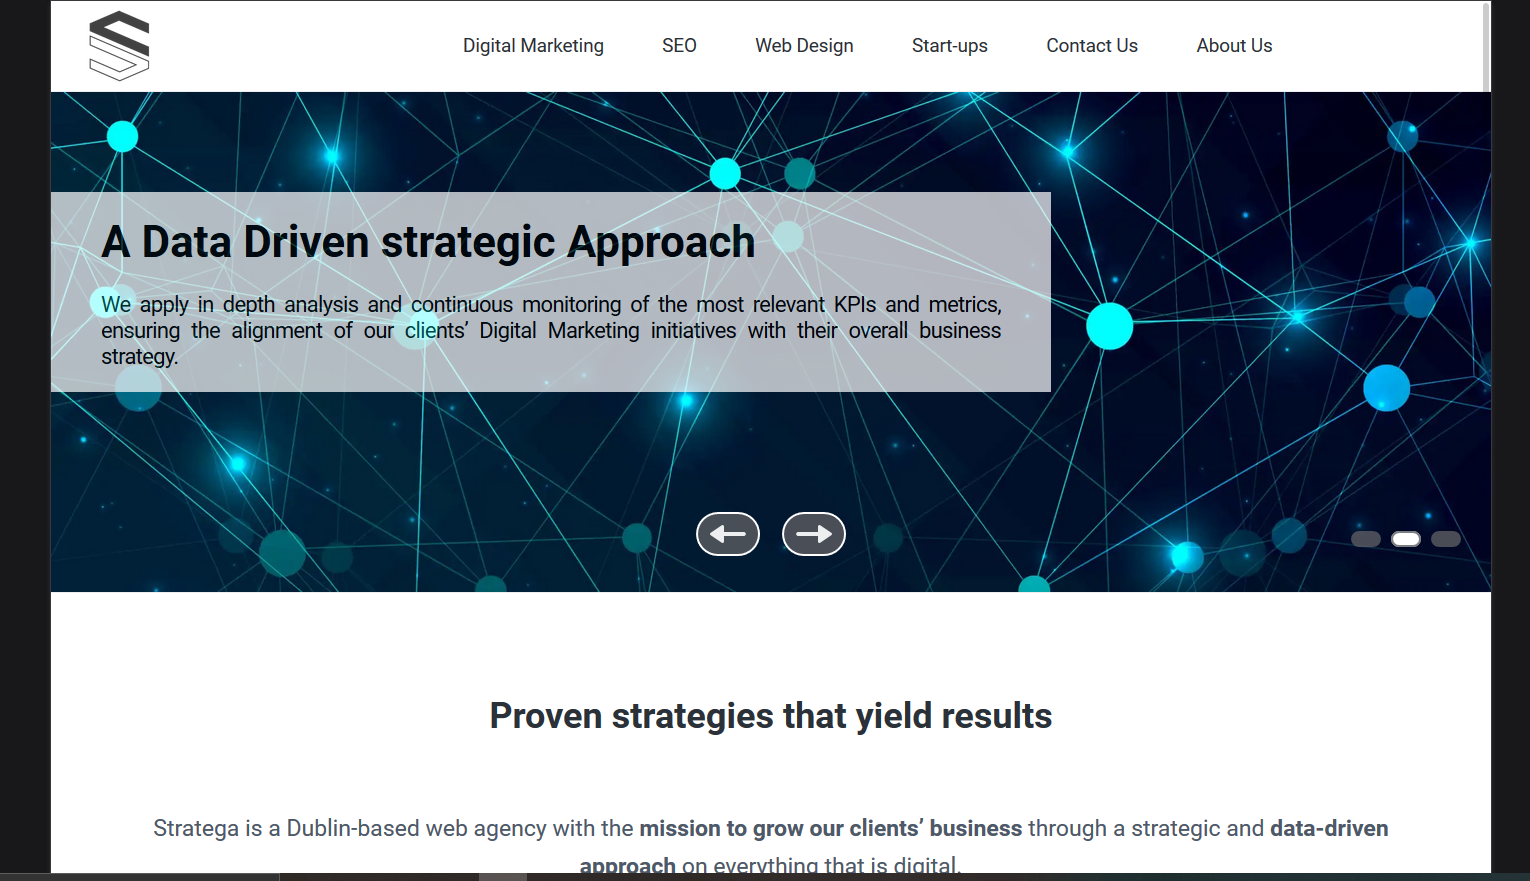 Digital Marketing SEO Web Design Start-ups Contact Us About Us
A Data Driven strategic Approach
We apply in depth analysis and continuous monitoring of the most relevant KPIs and metrics,
ensuring the alignment of our clients’ Digital Marketing initiatives with their overall business
strategy.
Proven strategies that yield results
Stratega is a Dublin-based web agency with the mission to grow our clients’ business through a strategic and data-driven
approach on everything that is digital.